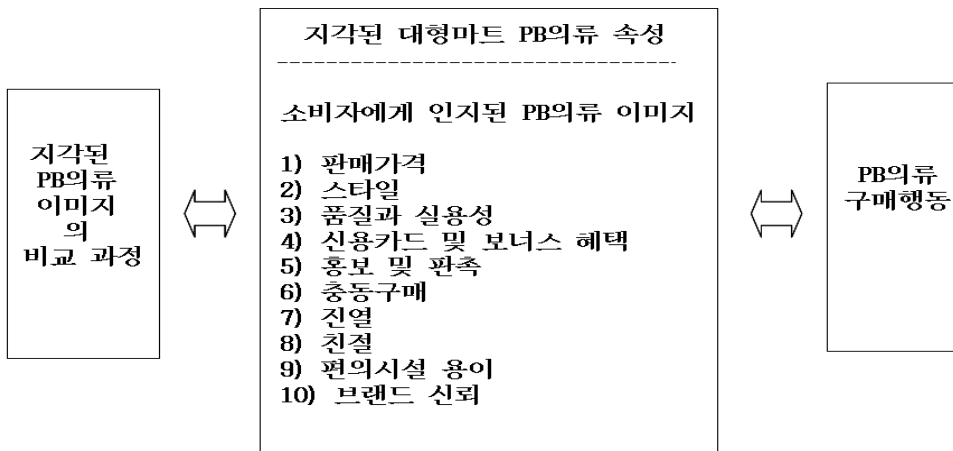 지각된
PB의류
이미지
의
비교 과정
지각된 대형마트 PB의류 속성
소비자에게 인지된 PB의류 이미지
1) 판매가격
2) 스타일
3) 품질과 실용성
4) 신용카드 및 보너스 혜택
5) 홍보 및 판촉
6) 충동구매
7) 진열
8) 친절
9) 편의시설 용이
10) 브랜드 신뢰
PB의류
구매행동